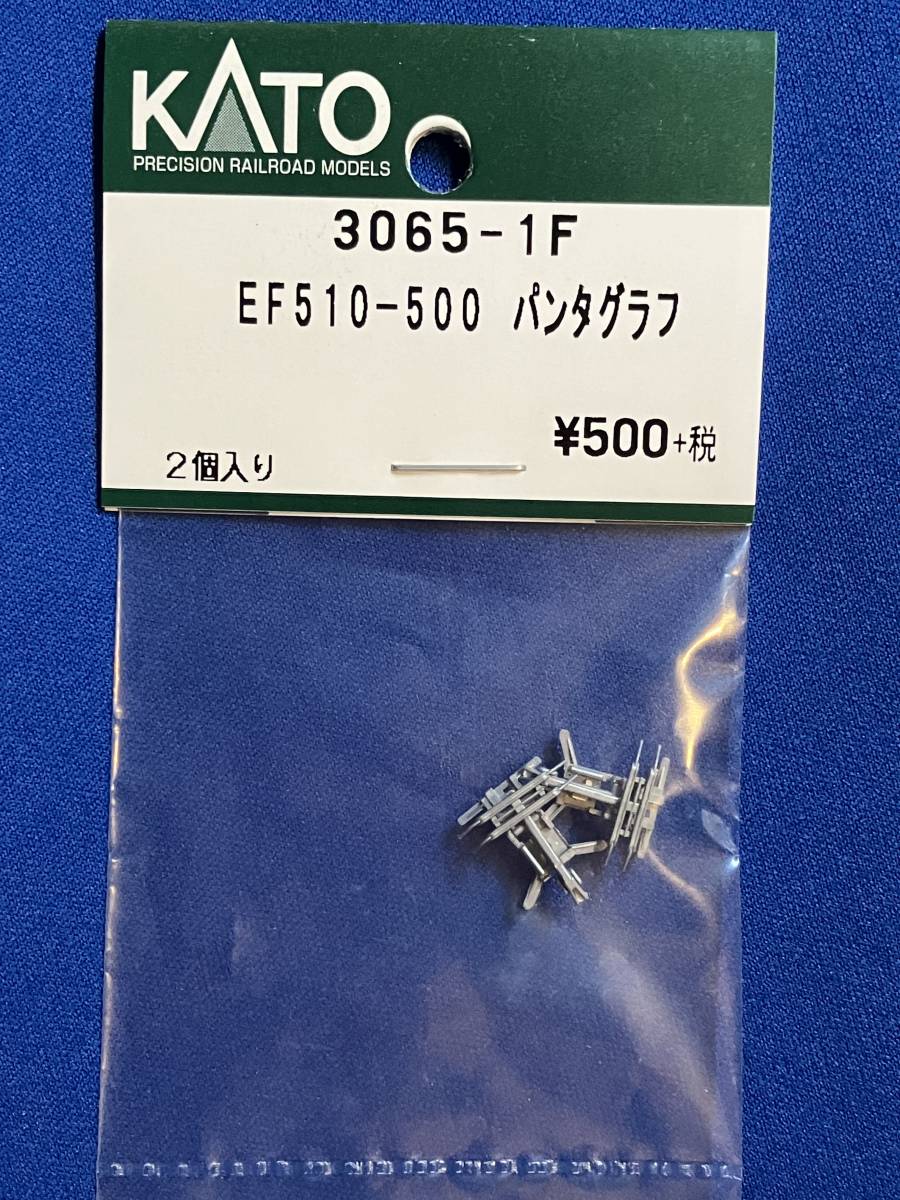 KATO
PRECISION RAILROAD MODELS
3065-1F
EF510-500 パンタグラフ
¥500+税
2個入り